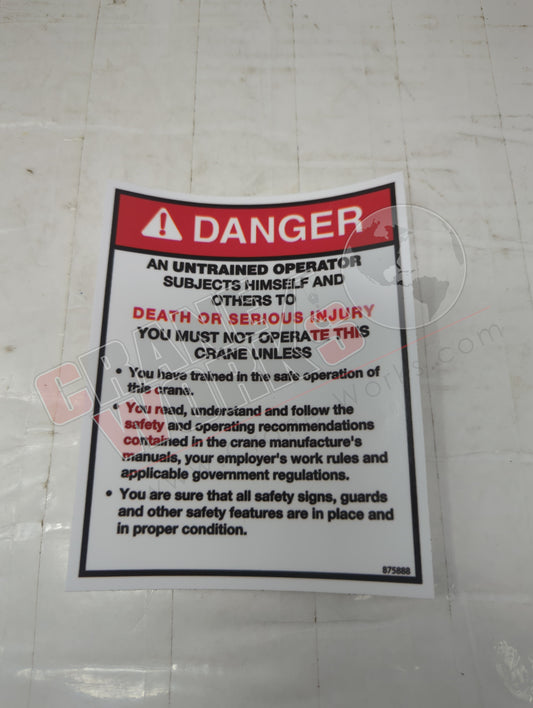 DANGER
AN UNTRAINED OPERATOR
SUBJECTS HIMSELF AND
OTHERS TO
DEATH OR SERIOUS INJURY
YOU MUST NOT OPERATE THIS
CRANE UNLESS
• You have trained in the safe operation of
this crane.
• You read, understand and follow the
safety and operating recommendations
contained in the crane manufacture's
manuals, your employer's work rules and
applicable government regulations.
• You are sure that all safety signs, guards
and other safety features are in place and
in proper condition.
875888
CRANE
WORKS